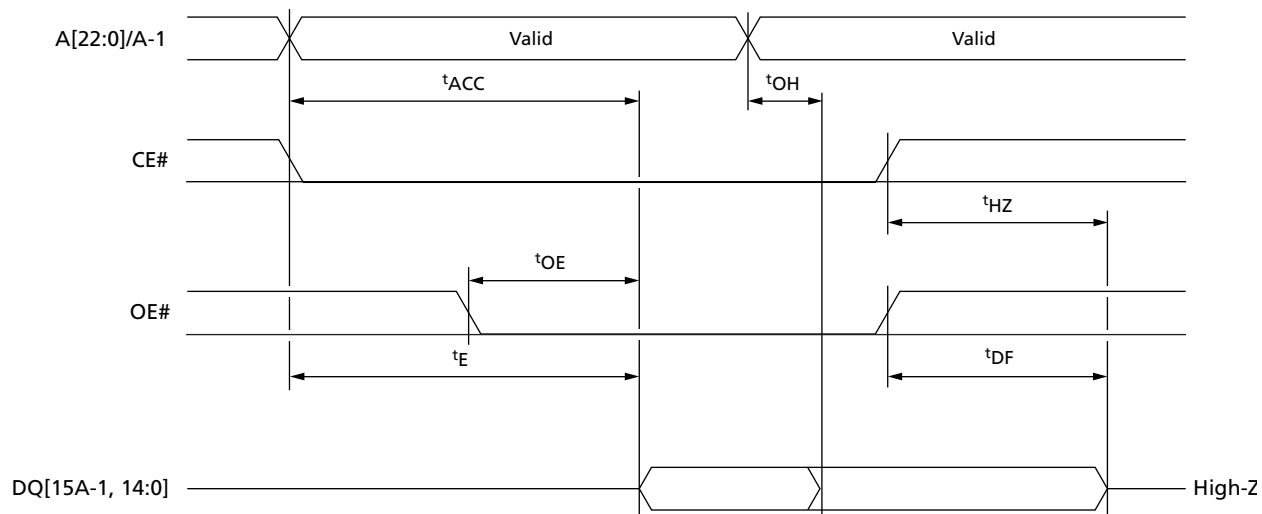 A[22:0]/A-1
Valid
Valid
tACC
tOH
CE#
tHZ
tOE
OE#
tE
tDF
DQ[15A-1, 14:0]
High-Z